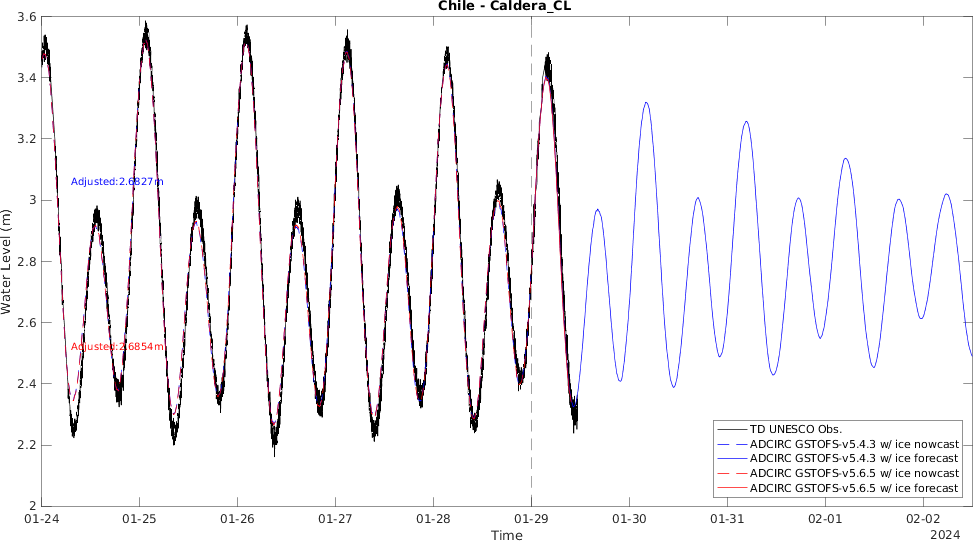 Chile - Caldera_CL
3.6
3.4
3.2
3
2.8
2.6
2.4
2.2
2
Water Level (m)
Adjusted:2.6827m
Adjusted:2.6854m
TD UNESCO Obs.
ADCIRC GSTOFS-v5.4.3 w/ ice nowcast
ADCIRC GSTOFS-v5.4.3 w/ ice forecast
ADCIRC GSTOFS-v5.6.5 w/ ice nowcast
ADCIRC GSTOFS-v5.6.5 w/ ice forecast
01-24 01-25 01-26 01-27 01-28 01-29 01-30 01-31 02-01 02-02
Time
2024